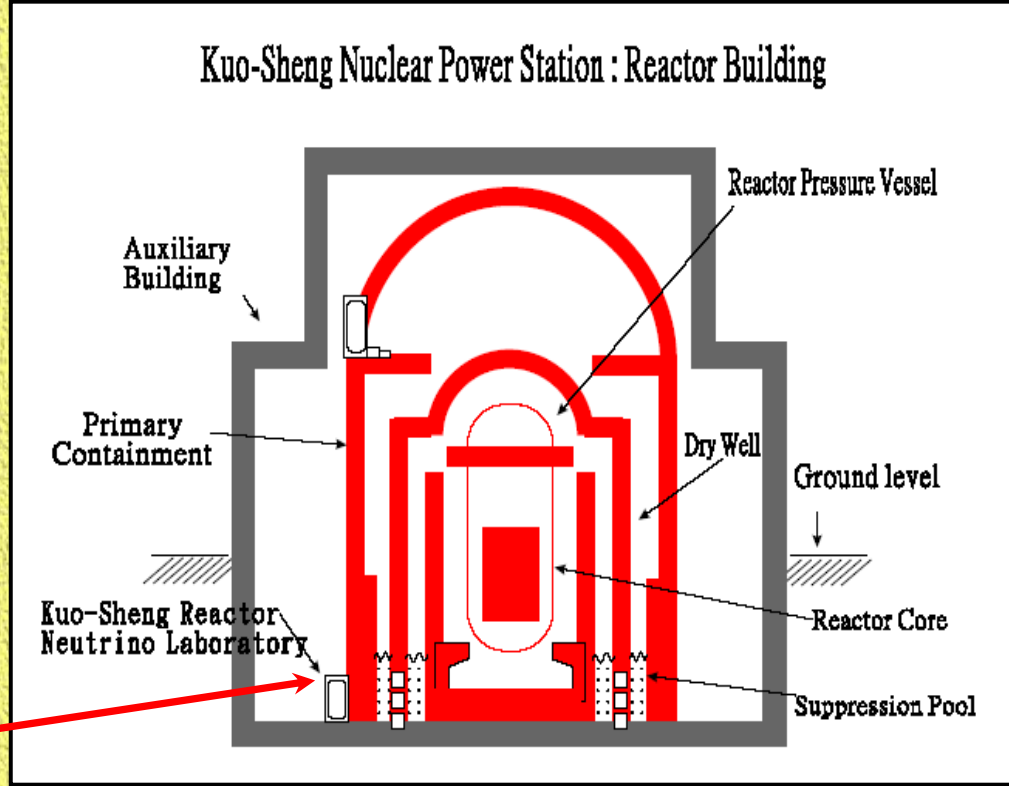 Kuo-Sheng Nuclear Power Station : Reactor Building
Reactor Pressure Vessel
Auxiliary
Building
Primary
Containment
Dry Well
Ground level
Kuo-Sheng Reactor
Neutrino Laboratory
Reactor Core
Suppression Pool